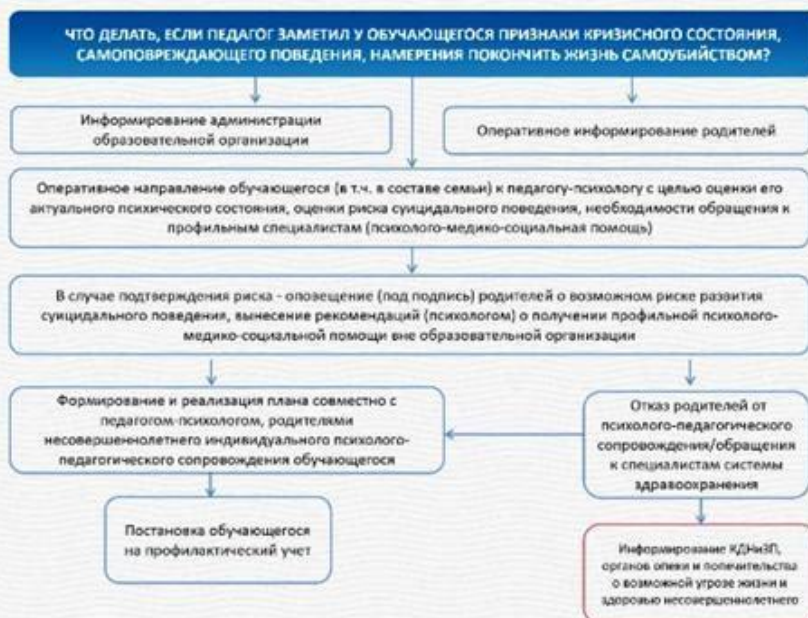 ЧТО ДЕЛАТЬ, ЕСЛИ ПЕДАГОГ ЗАМЕТИЛ У ОБУЧАЮЩЕГОСЯ ПРИЗНАКИ КРИЗИСНОГО СОСТОЯНИЯ,
САМОПОВРЕЖДАЮЩЕГО ПОВЕДЕНИЯ, НАМЕРЕНИЯ ПОКОНЧИТЬ ЖИЗНЬ САМОУБИЙСТВОМ?
Информирование администрации
образовательной организации
Оперативное информирование родителей
Оперативное направление обучающегося (в т.ч. в составе семьи) к педагогу-психологу с целью оценки его
актуального психического состояния, оценки риска суицидального поведения, необходимости обращения к
профильным специалистам (психолого-медико-социальная помощь)
В случае подтверждения риска - оповещение (под подпись) родителей о возможном риске развития
суицидального поведения, вынесение рекомендаций (психологом) о получении профильной психолого-
медико-социальной помощи вне образовательной организации
Формирование и реализация плана совместно с
педагогом-психологом, родителями
несовершеннолетнего индивидуального психолого-
педагогического сопровождения обучающегося
Отказ родителей от
психолого-педагогического
сопровождения/обращения
к специалистам системы
здравоохранения
Постановка обучающегося
на профилактический учет
Информирование КДНиЗП,
органов опеки и попечительства
о возможной угрозе жизни и
здоровью несовершеннолетнего